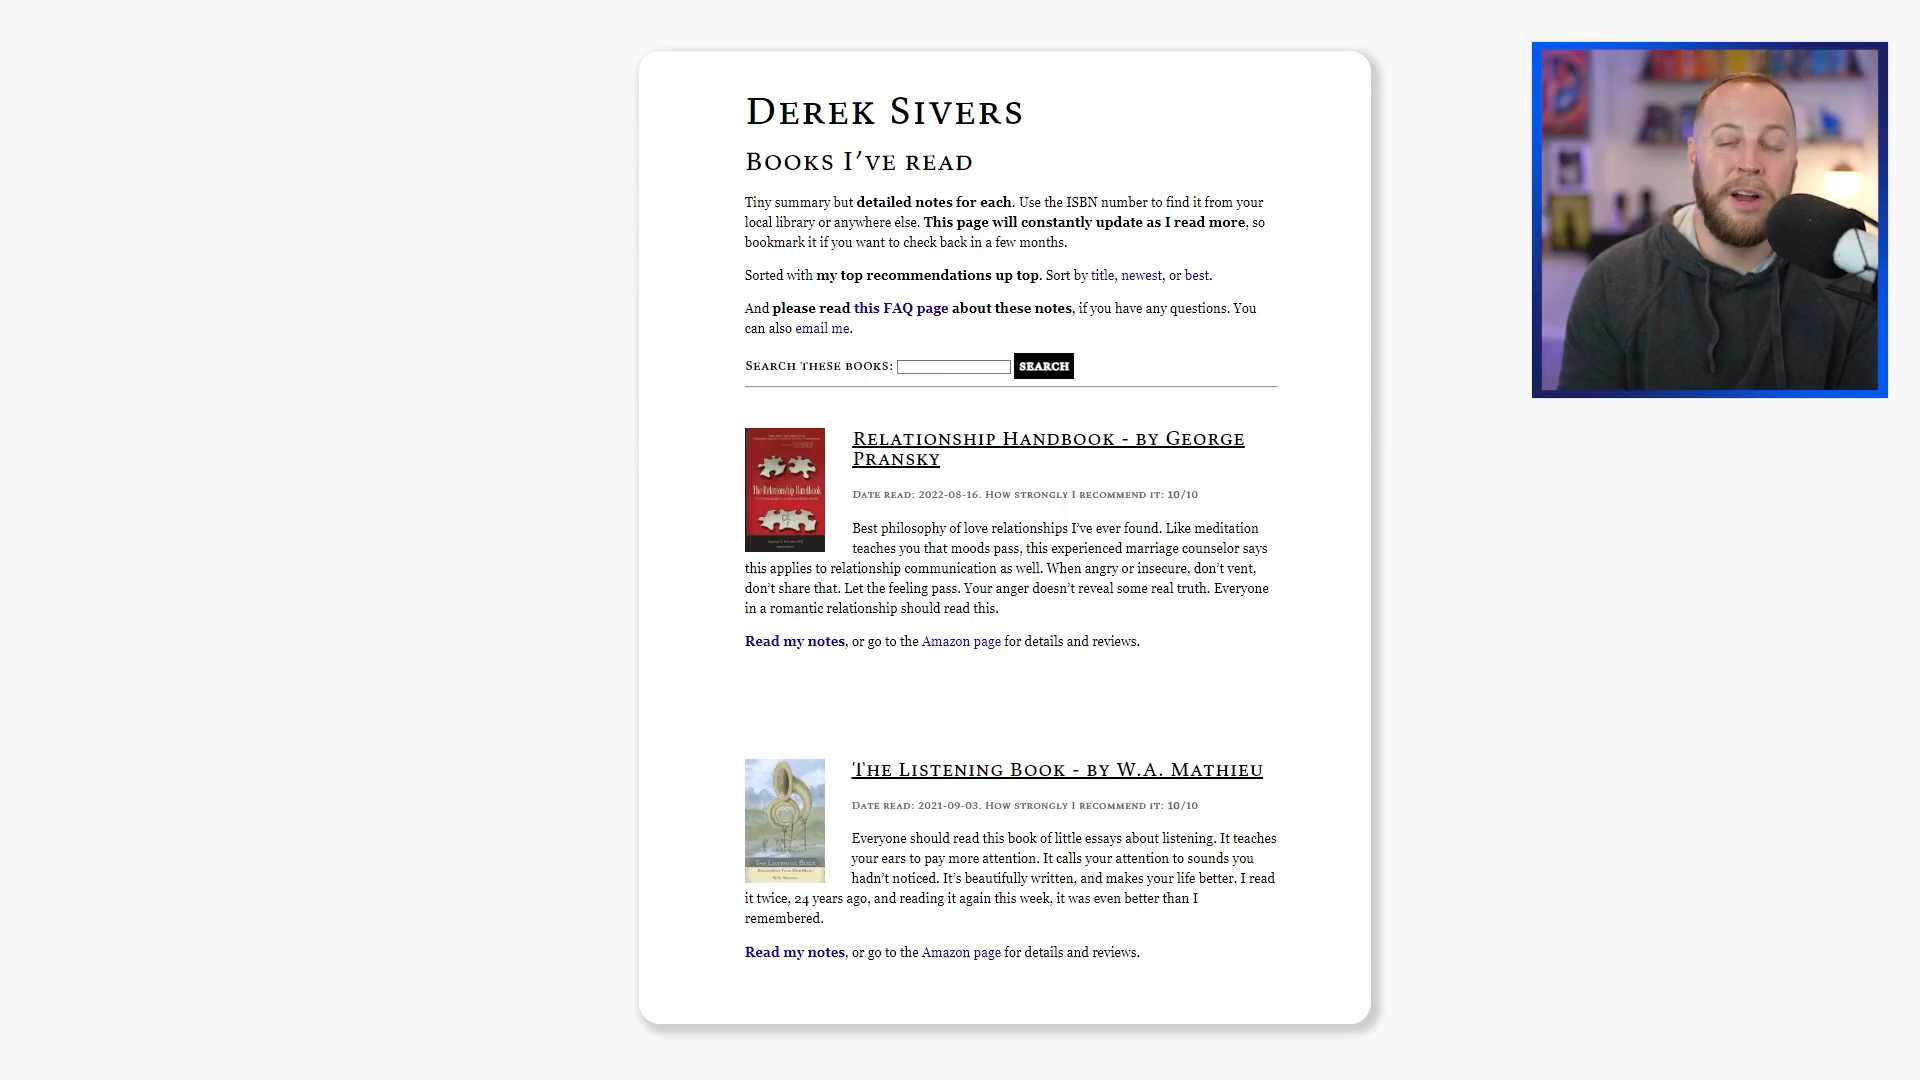 Derek Sivers
Books I’ve read
Tiny summary but detailed notes for each. Use the ISBN number to find it from your
local library or anywhere else. This page will constantly update as I read more, so
bookmark it if you want to check back in a few months.
Sorted with my top recommendations up top. Sort by title, newest, or best.
And please read this FAQ page about these notes, if you have any questions. You
can also email me.
Search these books:
SEARCH
The Relationship Handbook
Relationship Handbook - by George
Pransky
Date read: 2022-08-16. How strongly I recommend it: 10/10
Best philosophy of love relationships I’ve ever found. Like meditation
teaches you that moods pass, this experienced marriage counselor says
this applies to relationship communication as well. When angry or insecure, don’t vent,
don’t share that. Let the feeling pass. Your anger doesn’t reveal some real truth. Everyone
in a romantic relationship should read this.
Read my notes, or go to the Amazon page for details and reviews.
The Listening Book
The Listening Book - by W.A. Mathieu
Date read: 2021-09-03. How strongly I recommend it: 10/10
Everyone should read this book of little essays about listening. It teaches
your ears to pay more attention. It calls your attention to sounds you
hadn’t noticed. It’s beautifully written, and makes your life better. I read
it twice, 24 years ago, and reading it again this week, it was even better than I
remembered.
Read my notes, or go to the Amazon page for details and reviews.